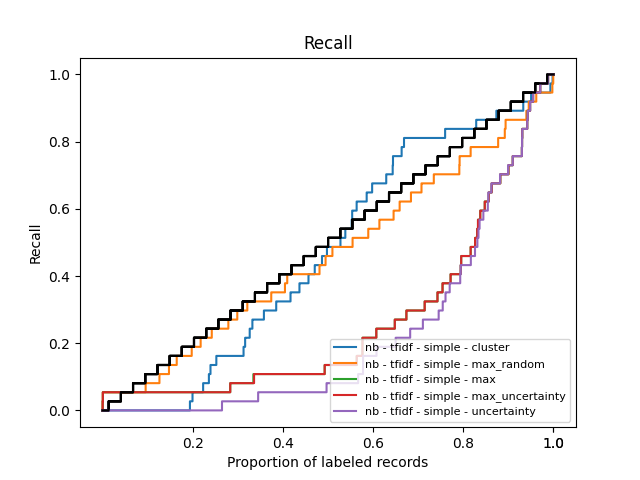 Recall
1.0
0.8
0.6
0.4
0.2
0.0
Recall
nb - tfidf - simple - cluster
nb - tfidf - simple - max_random
nb - tfidf - simple - max
nb - tfidf - simple - max_uncertainty
nb - tfidf - simple - uncertainty
0.2 0.4 0.6 0.8 1.0 1.0
Proportion of labeled records